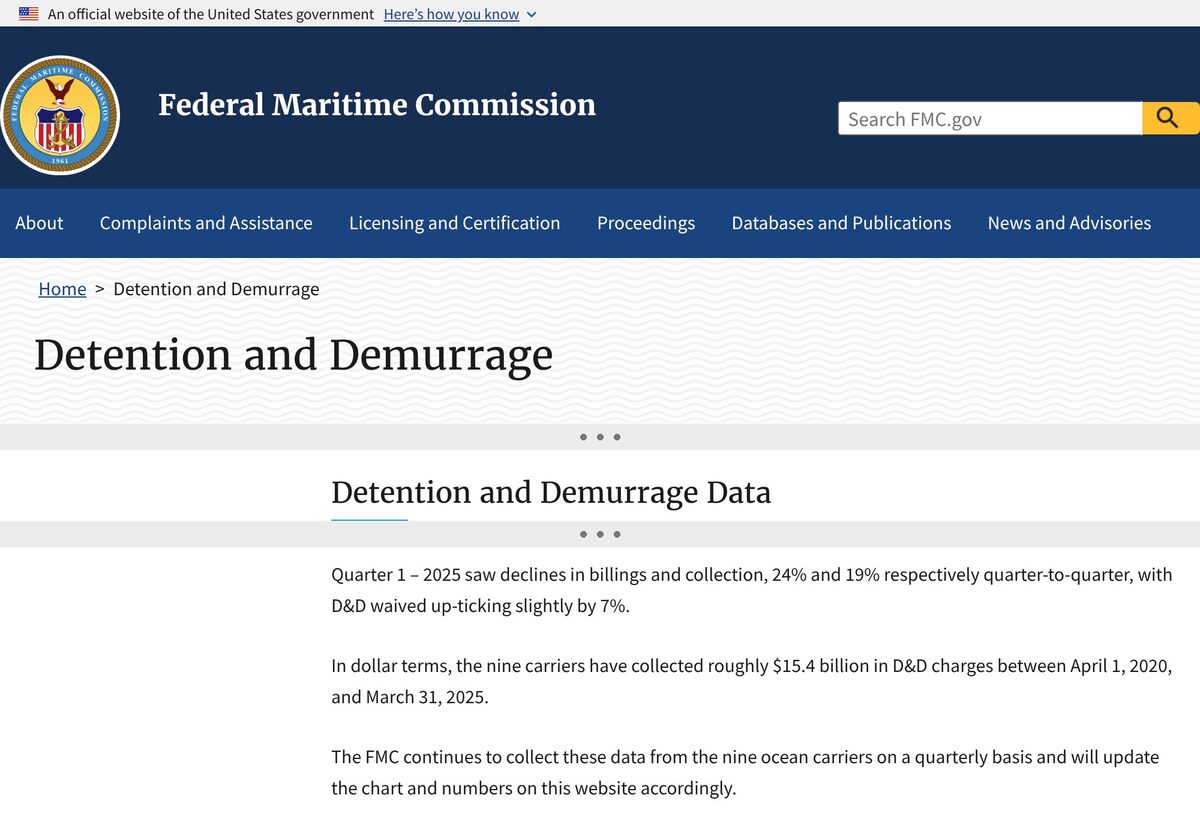 An official website of the United States government Here’s how you know
FEDERAL MARITIME COMMISSION
1961
Federal Maritime Commission
Search FMC.gov
About Complaints and Assistance Licensing and Certification Proceedings Databases and Publications News and Advisories
Home > Detention and Demurrage
Detention and Demurrage
Detention and Demurrage Data
Quarter 1 – 2025 saw declines in billings and collection, 24% and 19% respectively quarter-to-quarter, with
D&D waived up-ticking slightly by 7%.
In dollar terms, the nine carriers have collected roughly $15.4 billion in D&D charges between April 1, 2020,
and March 31, 2025.
The FMC continues to collect these data from the nine ocean carriers on a quarterly basis and will update
the chart and numbers on this website accordingly.